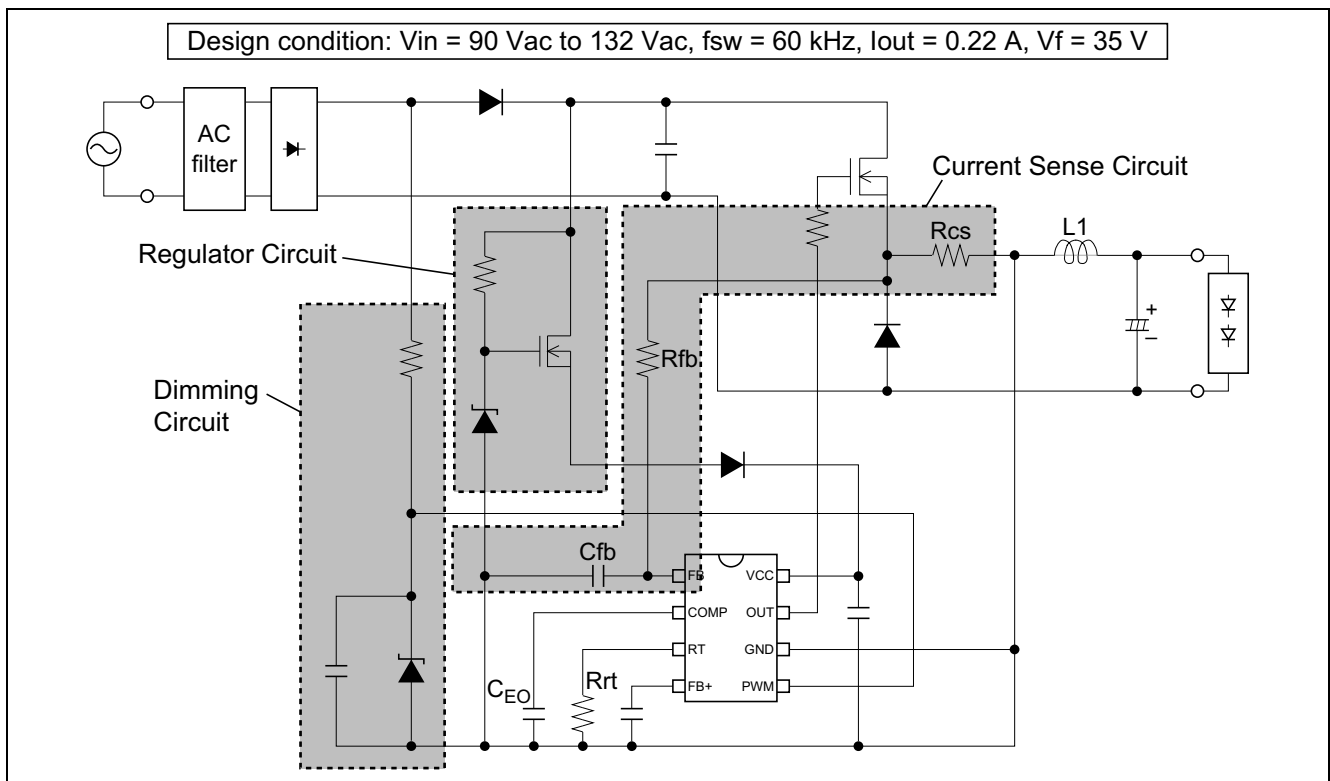 Design condition: Vin = 90 Vac to 132 Vac, fsw = 60 kHz, Iout = 0.22 A, Vf = 35 V
AC
filter
Current Sense Circuit
Rcs
L1
Regulator Circuit
+
−
Rfb
Dimming
Circuit
Cfb
FB
VCC
COMP
OUT
RT
GND
FB+
PWM
CEO
Rrt